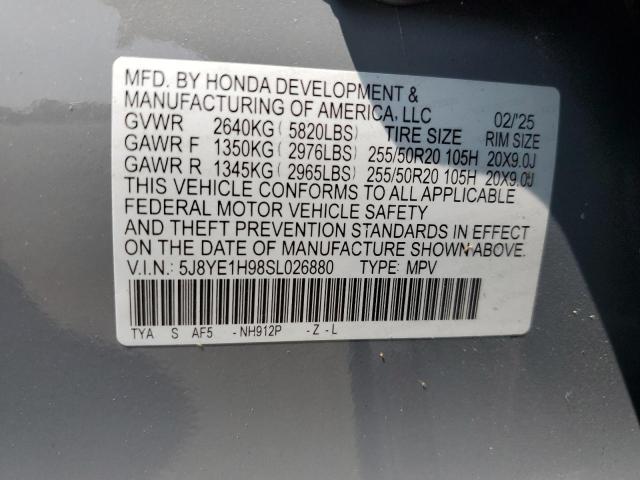 MFD. BY HONDA DEVELOPMENT &
MANUFACTURING OF AMERICA, LLC 02/'25
GVWR 2640KG ( 5820LBS) TIRE SIZE RIM SIZE
GAWR F 1350KG ( 2976LBS) 255/50R20 105H 20X9.0J
GAWR R 1345KG ( 2965LBS) 255/50R20 105H 20X9.0J
THIS VEHICLE CONFORMS TO ALL APPLICABLE
FEDERAL MOTOR VEHICLE SAFETY
AND THEFT PREVENTION STANDARDS IN EFFECT
ON THE DATE OF MANUFACTURE SHOWN ABOVE.
V.I.N.: 5J8YE1H98SL026880 TYPE: MPV
TYA S AF5 -NH912P -Z-L